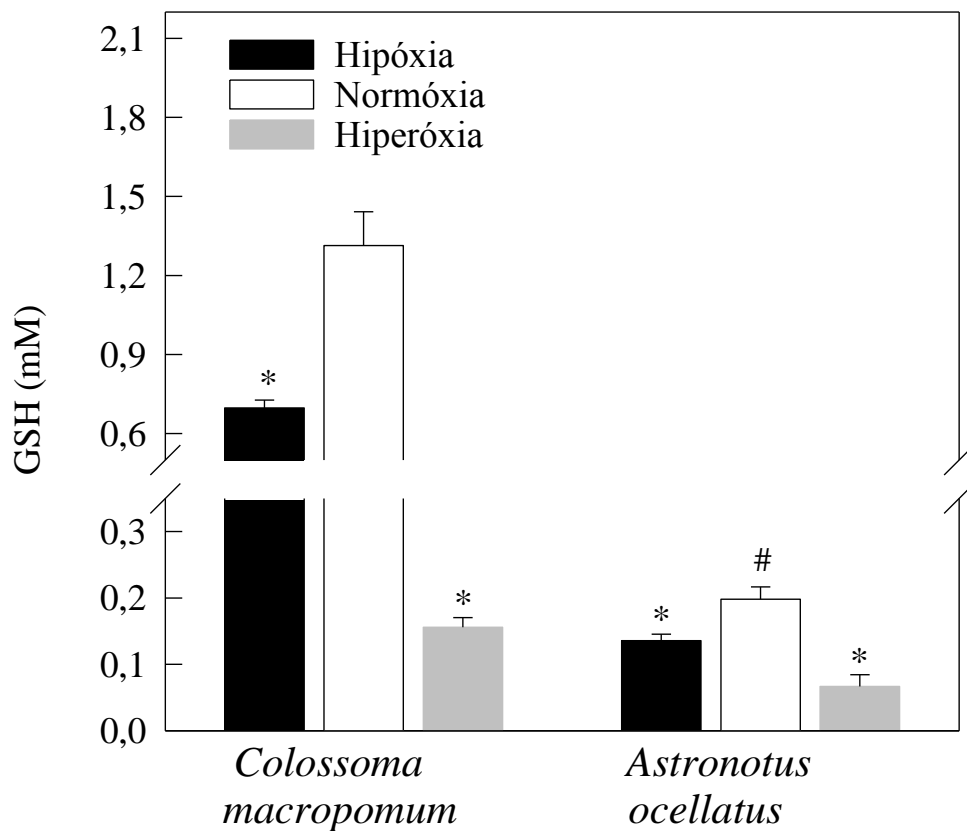 2,1
1,8
1,5
1,2
0,9
0,6
0,3
0,2
0,1
0,0
GSH (mM)
Hipóxia
Normóxia
Hiperóxia
*
*
*
#
*
Colossoma
macropomum
Astronotus
ocellatus